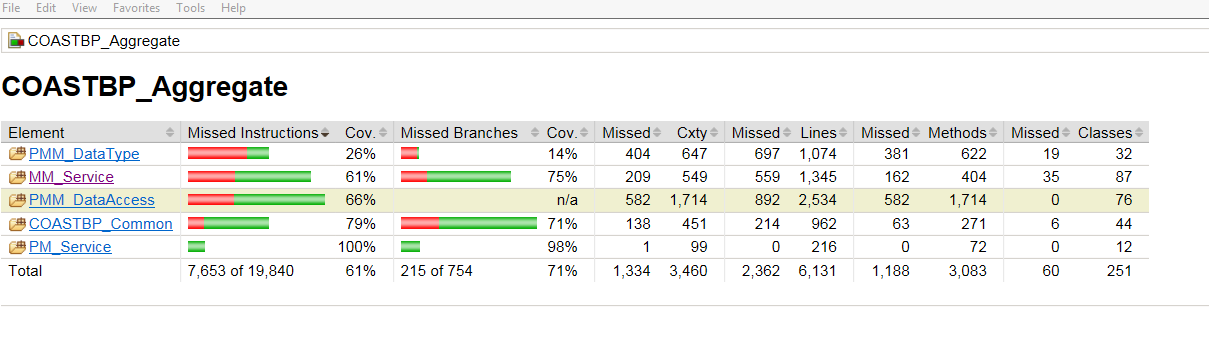 File Edit View Favorites Tools Help
COASTBP_Aggregate
COASTBP_Aggregate
Element Missed Instructions Cov. Missed Branches Cov. Missed Cxty Missed Lines Missed Methods Missed Classes
PMM_DataType 26% 14% 404 647 697 1,074 381 622 19 32
MM_Service 61% 75% 209 549 559 1,345 162 404 35 87
PMM_DataAccess 66% n/a 582 1,714 892 2,534 582 1,714 0 76
COASTBP_Common 79% 71% 138 451 214 962 63 271 6 44
PM_Service 100% 98% 1 99 0 216 0 72 0 12
Total 7,653 of 19,840 61% 215 of 754 71% 1,334 3,460 2,362 6,131 1,188 3,083 60 251